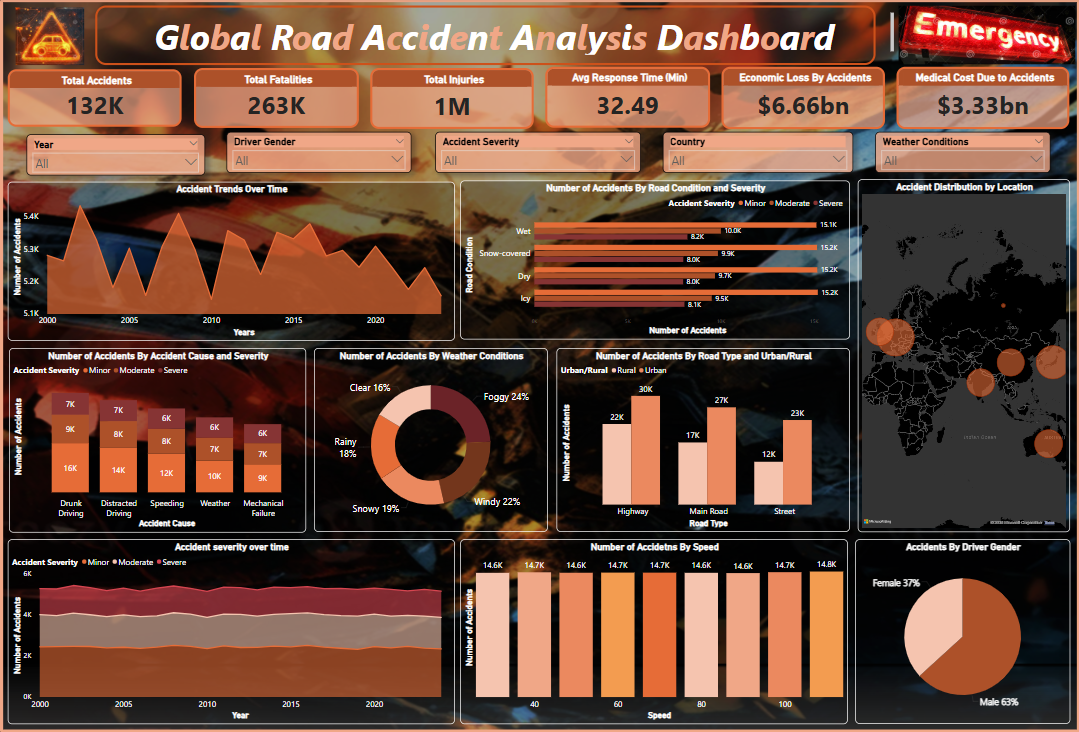 Global Road Accident Analysis Dashboard
Emergency
Total Accidents
132K
Total Fatalities
263K
Total Injuries
1M
Avg Response Time (Min)
32.49
Economic Loss By Accidents
$6.66bn
Medical Cost Due to Accidents
$3.33bn
Year
All
Driver Gender
All
Accident Severity
All
Country
All
Weather Conditions
All
Accident Trends Over Time
Number of Accidents
5.4K
5.3K
5.2K
5.1K
2000
2005
2010
2015
2020
Years
Number of Accidents By Road Condition and Severity
Accident Severity Minor Moderate Severe
Road Condition
Wet
15.1K
10.0K
8.2K
Snow-covered
15.2K
9.9K
8.0K
Dry
15.2K
9.7K
8.0K
Icy
15.2K
9.5K
8.1K
Number of Accidents
Accident Distribution by Location
Indian Ocean
Number of Accidents By Accident Cause and Severity
Accident Severity Minor Moderate Severe
Number of Accidents
7K
9K
16K
7K
8K
14K
6K
8K
12K
6K
7K
10K
6K
7K
9K
Drunk Driving
Distracted Driving
Speeding
Weather
Mechanical Failure
Accident Cause
Number of Accidents By Weather Conditions
Clear 16%
Foggy 24%
Rainy
18%
Snowy 19%
Windy 22%
Number of Accidents By Road Type and Urban/Rural
Urban/Rural Rural Urban
Number of Accidents
22K
30K
17K
27K
12K
23K
Highway
Main Road
Street
Road Type
Accident severity over time
Accident Severity Minor Moderate Severe
Number of Accidents
6K
4K
2K
0K
2000
2005
2010
2015
2020
Year
Number of Accidetns By Speed
Number of Accidents
14.6K
14.7K
14.6K
14.7K
14.7K
14.6K
14.6K
14.7K
14.8K
40
60
80
100
Speed
Accidents By Driver Gender
Female 37%
Male 63%